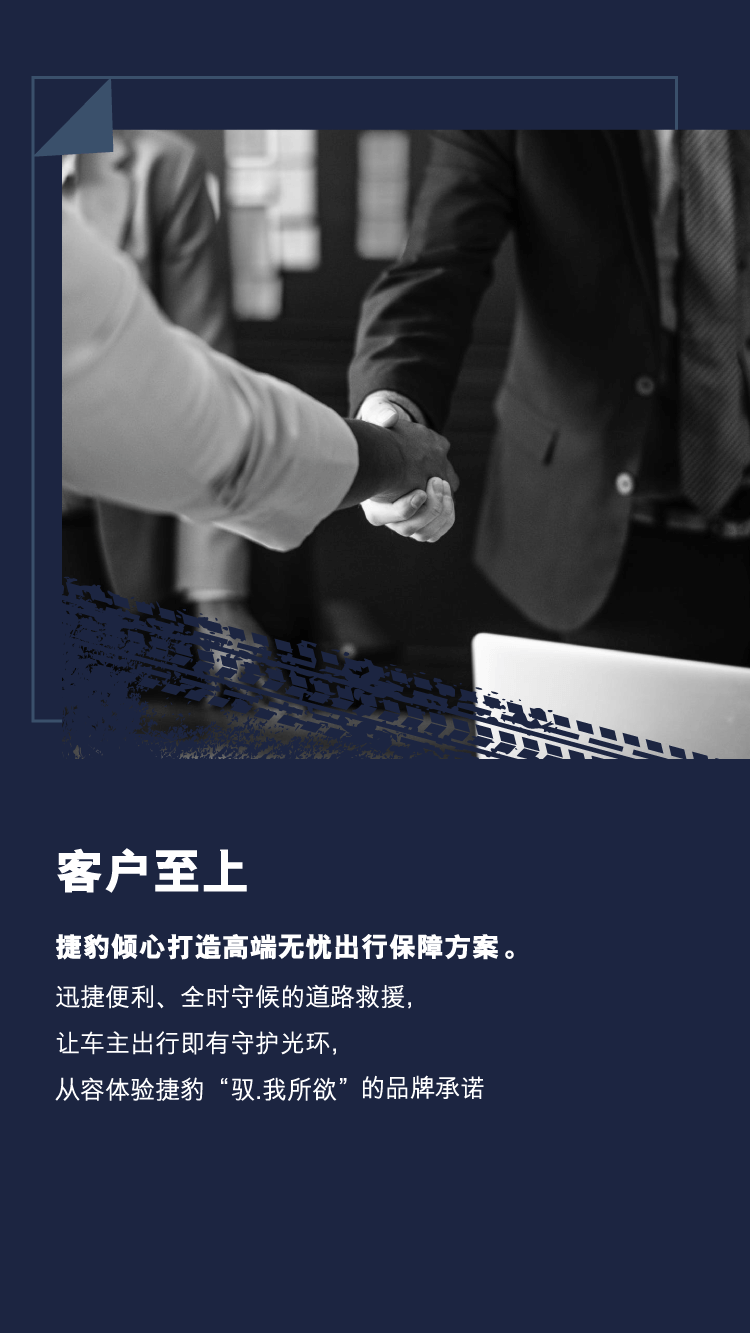 客户至上
捷豹倾心打造高端无忧出行保障方案。
迅捷便利、全时守候的道路救援,
让车主出行即有守护光环,
从容体验捷豹“驭.我所欲”的品牌承诺